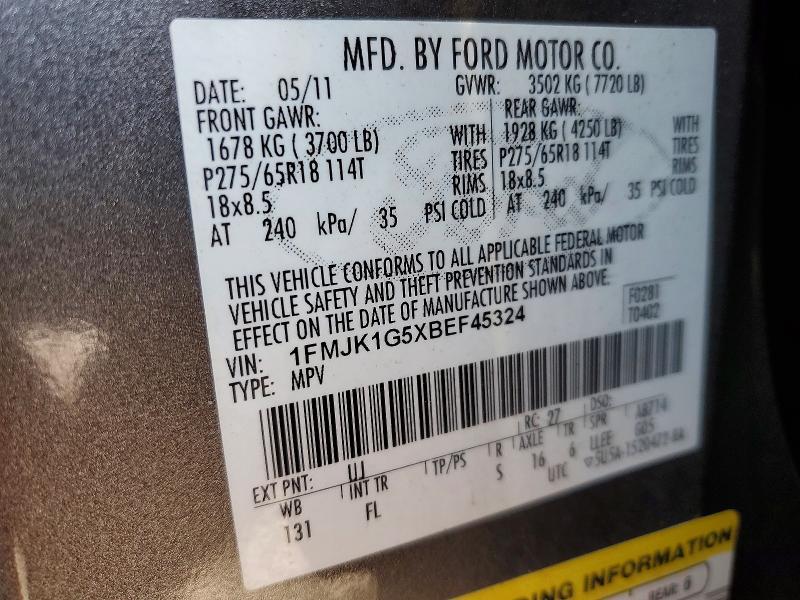 MFD. BY FORD MOTOR CO.
DATE: 05/11 GVWR: 3502 KG ( 7720 LB)
FRONT GAWR: REAR GAWR:
1678 KG ( 3700 LB) WITH 1928 KG ( 4250 LB) WITH
P275/65R18 114T TIRES P275/65R18 114T TIRES
18x8.5 RIMS 18x8.5 RIMS
AT 240 kPa/ 35 PSI COLD AT 240 kPa/ 35 PSI COLD
THIS VEHICLE CONFORMS TO ALL APPLICABLE FEDERAL MOTOR
VEHICLE SAFETY AND THEFT PREVENTION STANDARDS IN
EFFECT ON THE DATE OF MANUFACTURE SHOWN ABOVE.
F0281
T0402
VIN: 1FMJK1G5XBEF45324
TYPE: MPV
RC: 27 DSO:
EXT PNT: UJ
WB INT TR TP/PS R AXLE TR SPR
131 FL S 16 6 LLEE G05
UTC
INFORMATION
REAR: 0